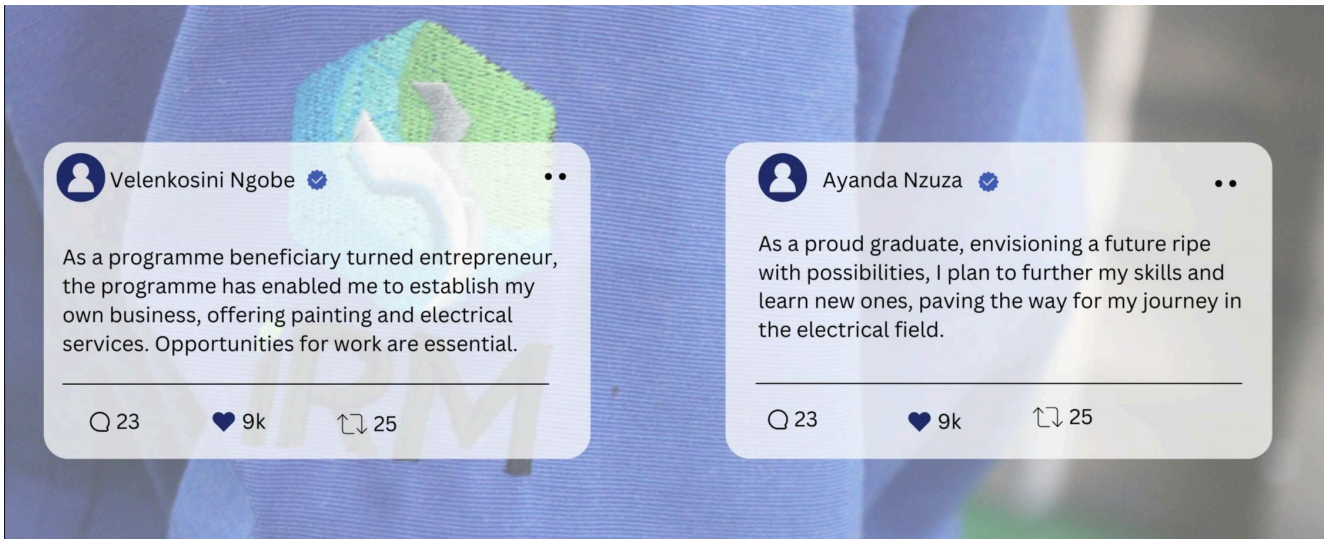 Velenkosini Ngobe
As a programme beneficiary turned entrepreneur,
the programme has enabled me to establish my
own business, offering painting and electrical
services. Opportunities for work are essential.
23 9k 25
Ayanda Nzuza
As a proud graduate, envisioning a future ripe
with possibilities, I plan to further my skills and
learn new ones, paving the way for my journey in
the electrical field.
23 9k 25
iRM